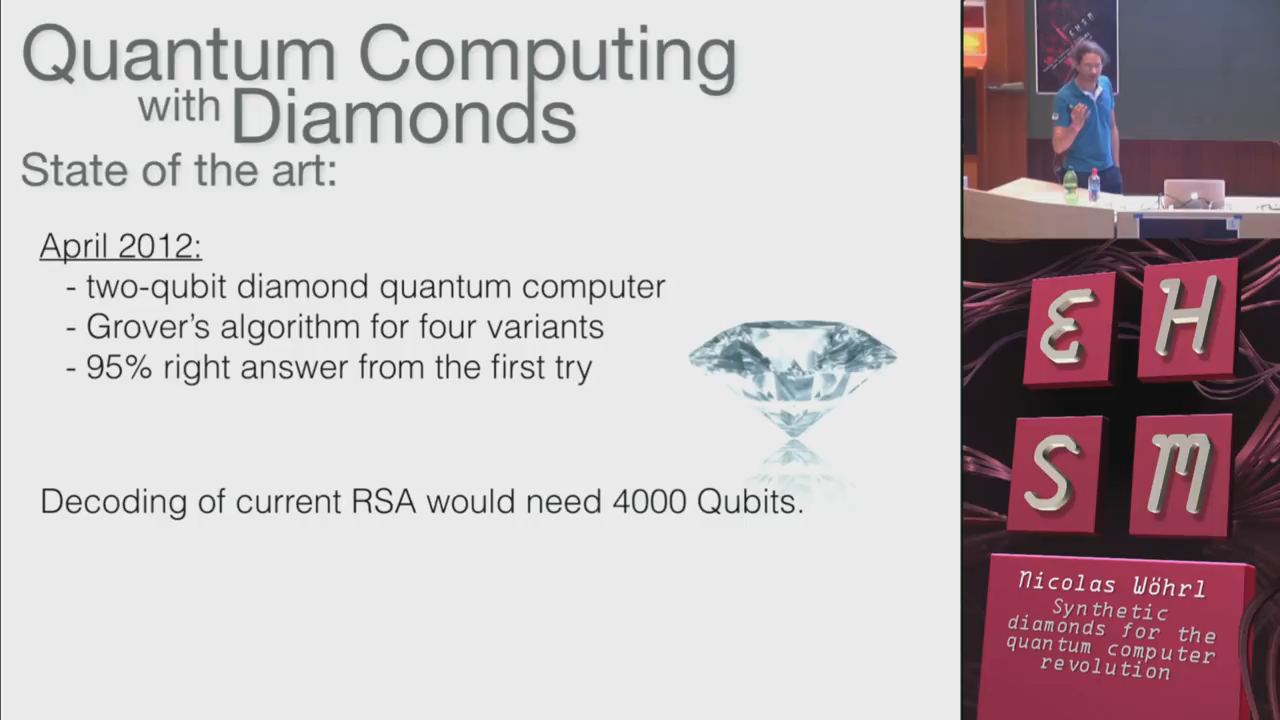 Quantum Computing
with Diamonds
State of the art:
April 2012:
- two-qubit diamond quantum computer
- Grover's algorithm for four variants
- 95% right answer from the first try
Decoding of current RSA would need 4000 Qubits.
E H
S M
Nicolas Wöhrl
Synthetic
diamonds for the
quantum computer
revolution